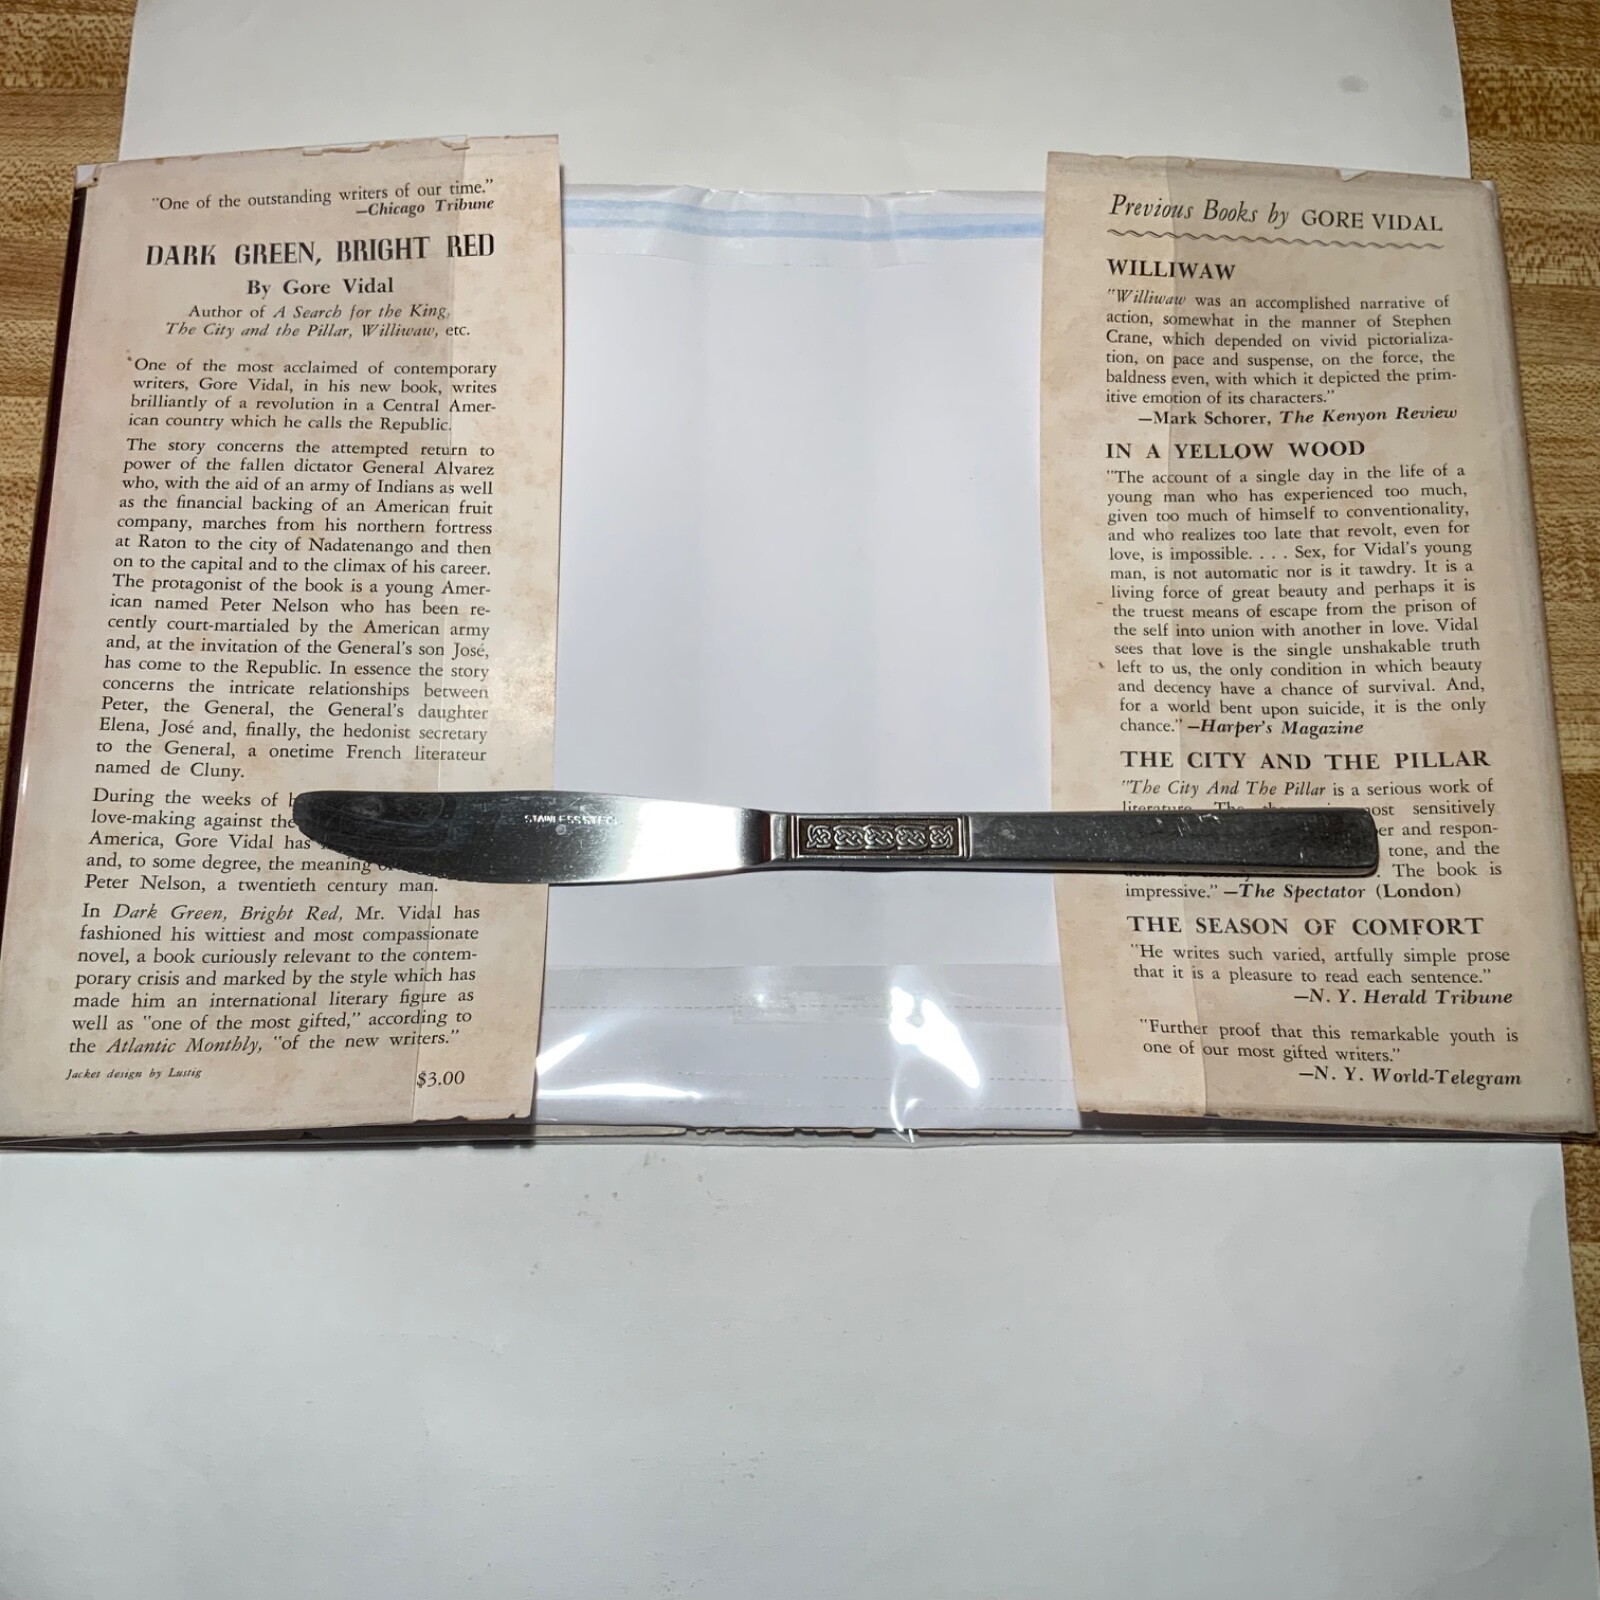 "One of the outstanding writers of our time."
—Chicago Tribune
DARK GREEN, BRIGHT RED
By Gore Vidal
Author of A Search for the King,
The City and the Pillar, Williwaw, etc.
One of the most acclaimed of contemporary
writers, Gore Vidal, in his new book, writes
brilliantly of a revolution in a Central Amer-
ican country which he calls the Republic.
The story concerns the attempted return to
power of the fallen dictator General Alvarez
who, with the aid of an army of Indians as well
as the financial backing of an American fruit
company, marches from his northern fortress
at Raton to the city of Nadatenango and then
on to the capital and to the climax of his career.
The protagonist of the book is a young Amer-
ican named Peter Nelson who has been re-
cently court-martialed by the American army
and, at the invitation of the General's son José,
has come to the Republic. In essence the story
concerns the intricate relationships between
Peter, the General, the General's daughter
Elena, José and, finally, the hedonist secretary
to the General, a onetime French literateur
named de Cluny.
During the weeks of
love-making against the
America, Gore Vidal has
and, to some degree, the meaning
Peter Nelson, a twentieth century man.
In Dark Green, Bright Red, Mr. Vidal has
fashioned his wittiest and most compassionate
novel, a book curiously relevant to the contem-
porary crisis and marked by the style which has
made him an international literary figure as
well as "one of the most gifted," according to
the Atlantic Monthly, "of the new writers."
Jacket design by Lustig
$3.00
STAINLESS STEEL
Previous Books by GORE VIDAL
WILLIWAW
"Williwaw was an accomplished narrative of
action, somewhat in the manner of Stephen
Crane, which depended on vivid pictorializa-
tion, on pace and suspense, on the force, the
baldness even, with which it depicted the prim-
itive emotion of its characters."
—Mark Schorer, The Kenyon Review
IN A YELLOW WOOD
"The account of a single day in the life of a
young man who has experienced too much,
given too much of himself to conventionality,
and who realizes too late that revolt, even for
love, is impossible. . . . Sex, for Vidal's young
man, is not automatic nor is it tawdry. It is a
living force of great beauty and perhaps it is
the truest means of escape from the prison of
the self into union with another in love. Vidal
sees that love is the single unshakable truth
left to us, the only condition in which beauty
and decency have a chance of survival. And,
for a world bent upon suicide, it is the only
chance." —Harper's Magazine
THE CITY AND THE PILLAR
"The City And The Pillar is a serious work of
literature. The sensitively
and respon-
tone, and the
The book is
impressive." —The Spectator (London)
THE SEASON OF COMFORT
"He writes such varied, artfully simple prose
that it is a pleasure to read each sentence."
—N. Y. Herald Tribune
"Further proof that this remarkable youth is
one of our most gifted writers."
—N. Y. World-Telegram